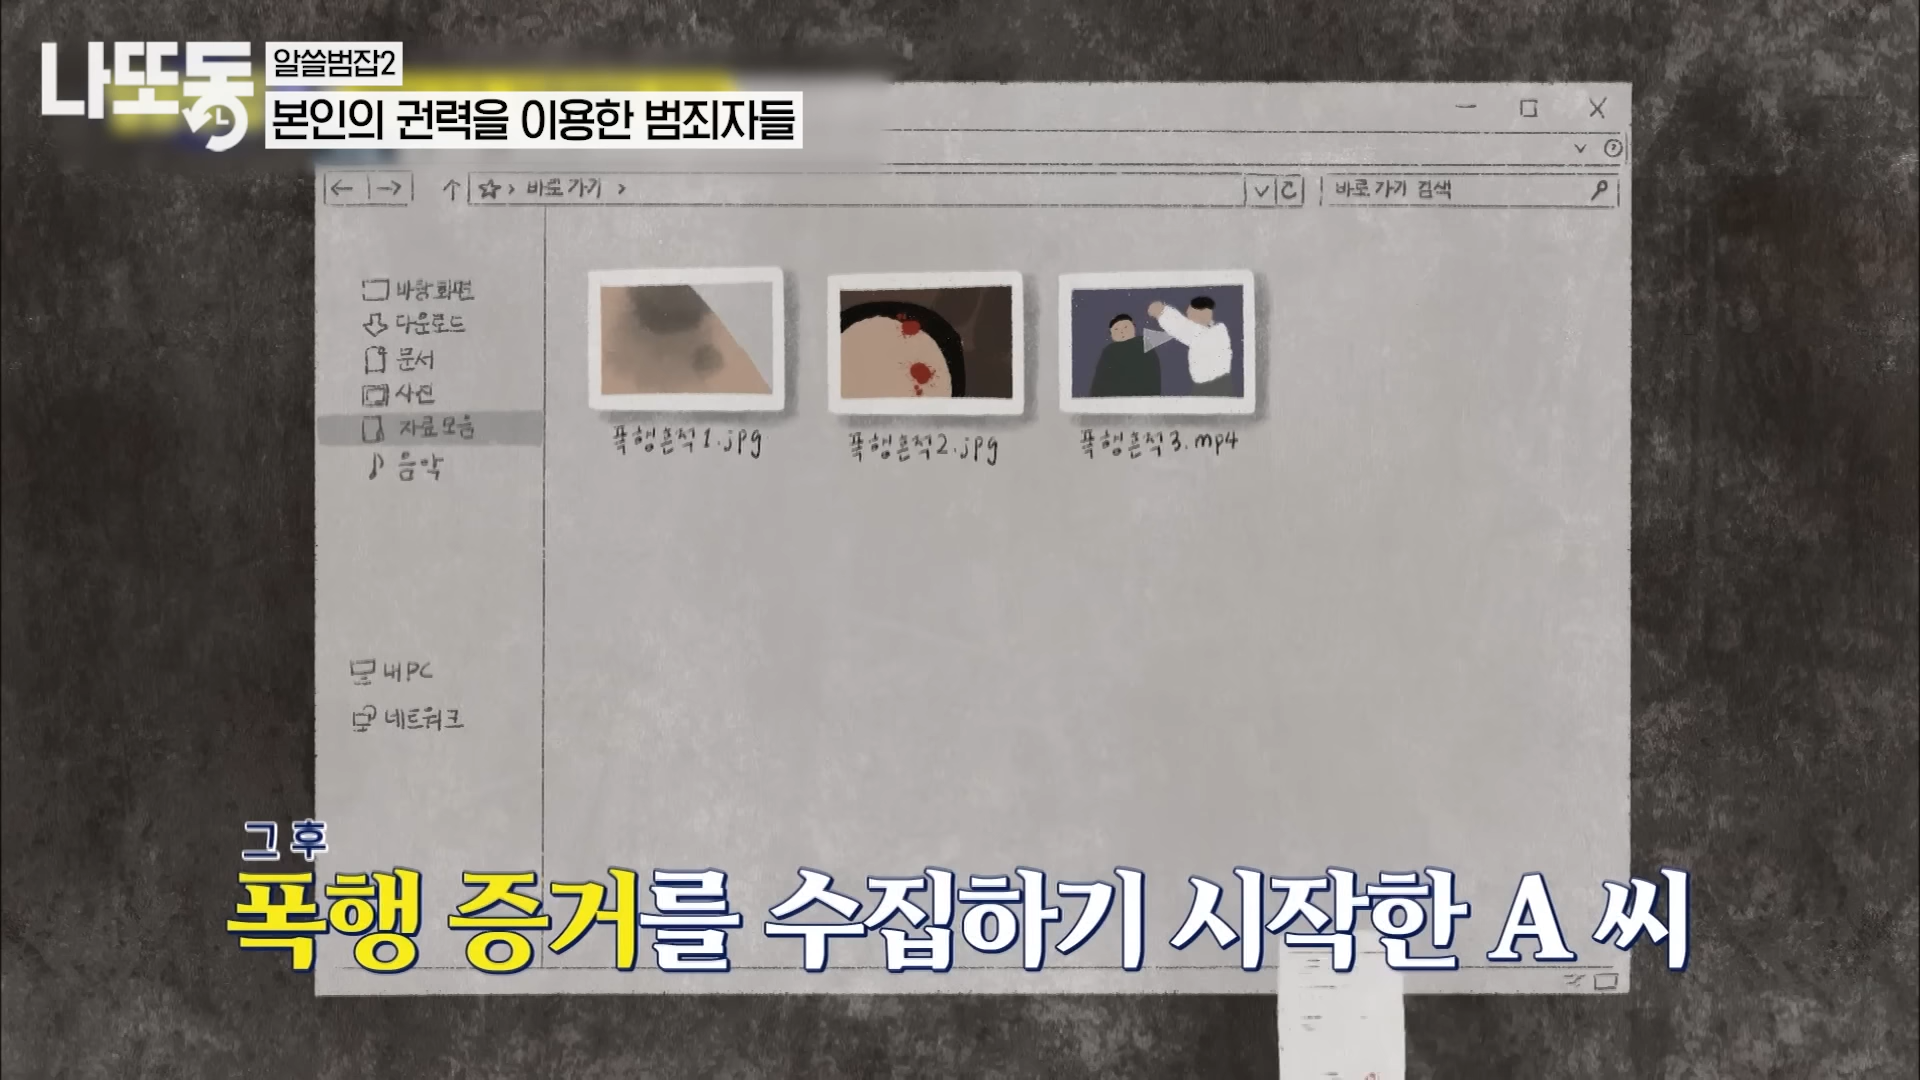 나또동
알쓸범잡2
본인의 권력을 이용한 범죄자들
바로가기
바로가기 검색
바탕화면
다운로드
문서
사진
자료모음
음악
폭행흔적1.jpg
폭행흔적2.jpg
폭행흔적3.mp4
내PC
네트워크
그 후
폭행 증거를 수집하기 시작한 A 씨